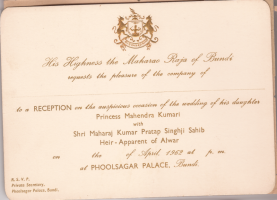 His Highness the Maharao Raja of Bundi
requests the pleasure of the company of
to a RECEPTION on the auspicious occasion of the wedding of his daughter
Princess Mahendra Kumari
with
Shri Maharaj Kumar Pratap Singhji Sahib
Heir-Apparent of Alwar
on the of April, 1962 at p. m.
at PHOOLSAGAR PALACE, Bundi.
R. S. V. P.
Private Secretary,
Phoolsagar Palace, Bundi.